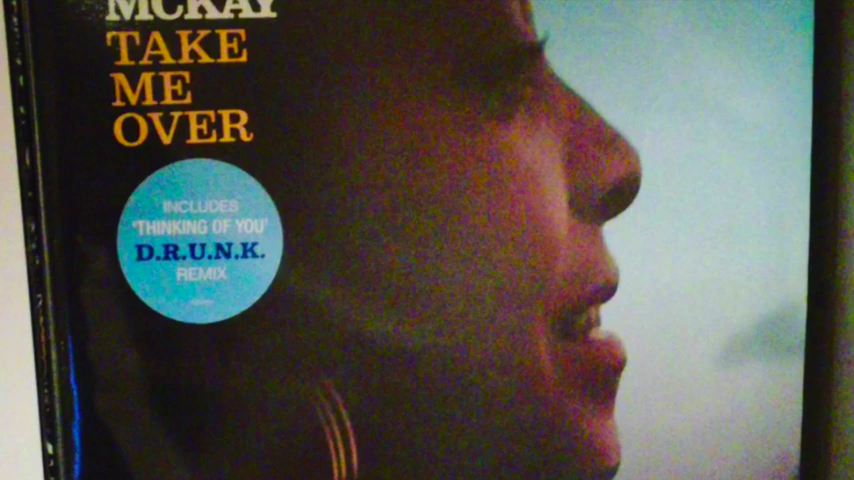 MCKAY
TAKE
ME
OVER
INCLUDES
'THINKING OF YOU'
D.R.U.N.K.
REMIX